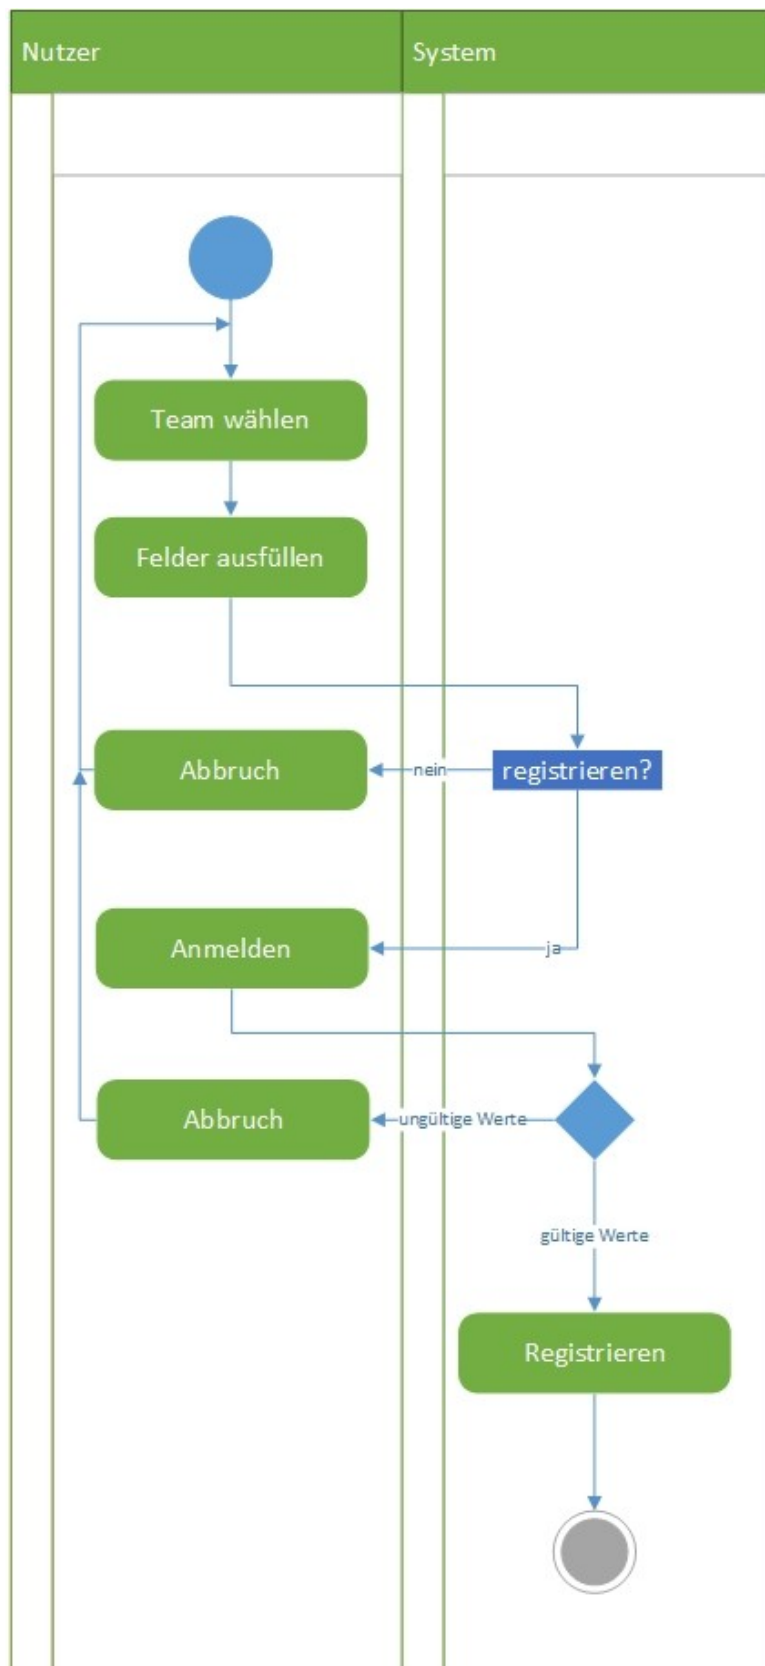 Nutzer
System
Team wählen
Felder ausfüllen
Abbruch
nein
registrieren?
Anmelden
ja
Abbruch
ungültige Werte
gültige Werte
Registrieren